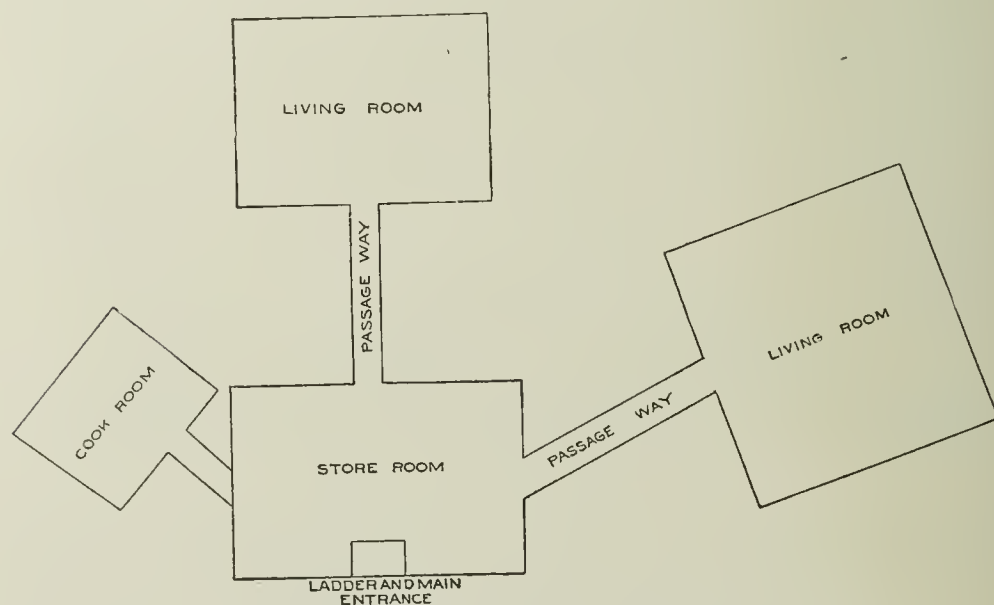 LIVING ROOM
PASSAGE WAY
LIVING ROOM
COOK ROOM
STORE ROOM
PASSAGE WAY
LADDER AND MAIN
ENTRANCE